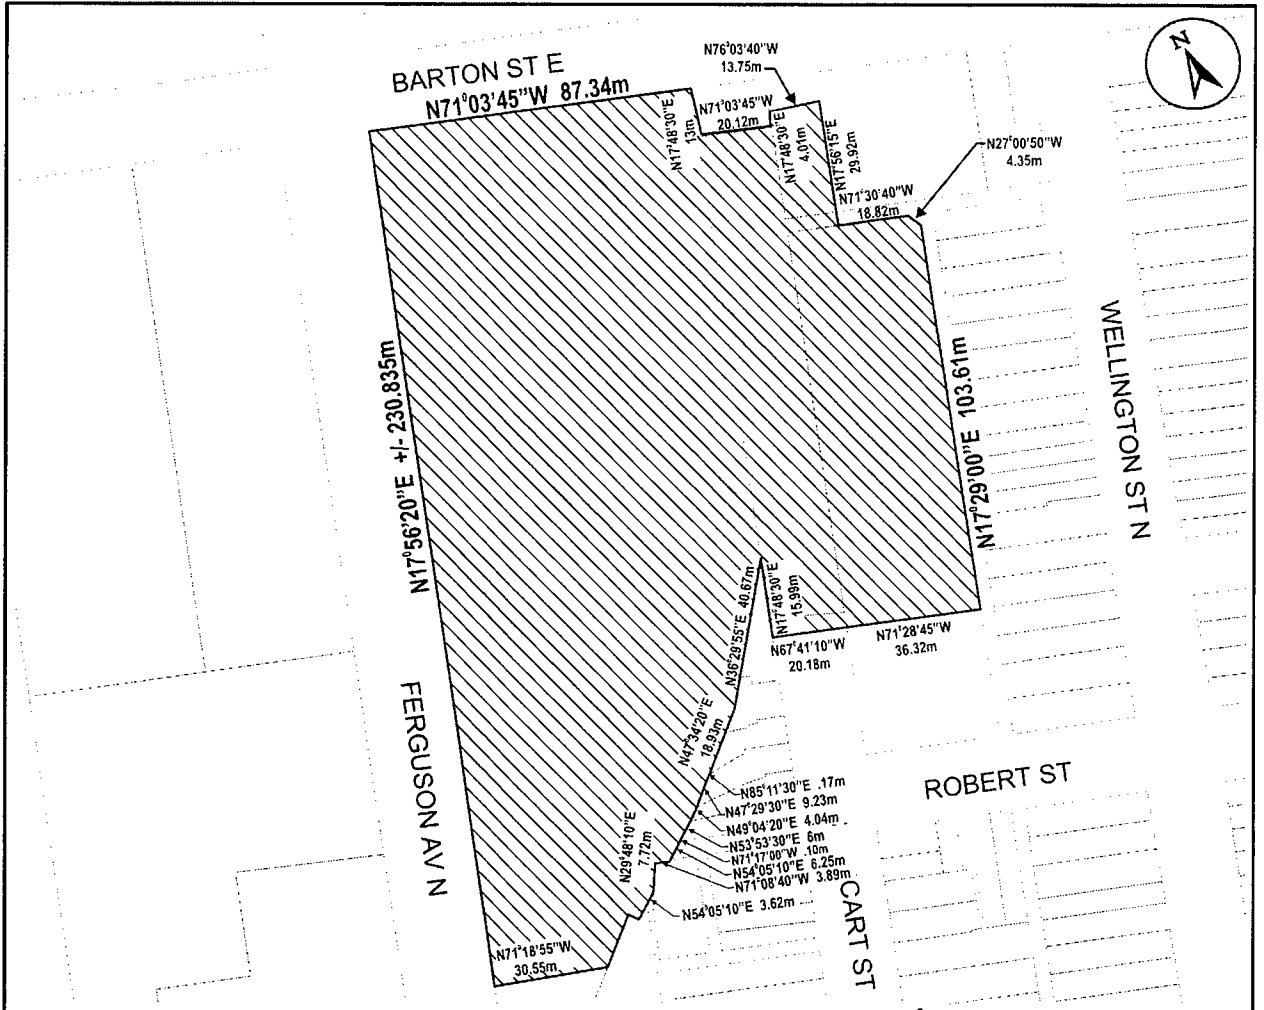 N
BARTON ST E
N71°03'45"W 87.34m
N76°03'40"W
13.75m
N17°48'30"E
13m
N71°03'45"W
20.12m
N17°48'30"E
4.01m
N17°56'15"E
29.92m
N27°00'50"W
4.35m
N71°30'40"W
18.82m
WELLINGTON ST N
N17°56'20"E +/- 230.835m
N17°29'00"E 103.61m
N36°29'55"E 40.67m
N17°48'30"E
15.99m
N67°41'10"W
20.18m
N71°28'45"W
36.32m
FERGUSON AV N
N47°34'20"E
18.93m
ROBERT ST
N85°11'30"E .17m
N47°29'30"E 9.23m
N49°04'20"E 4.04m
N53°53'30"E 6m
N71°17'00"W .10m
N54°05'10"E 6.25m
N71°08'40"W 3.89m
N29°48'10"E
7.72m
N54°05'10"E 3.62m
CART ST
N71°18'55"W
30.55m